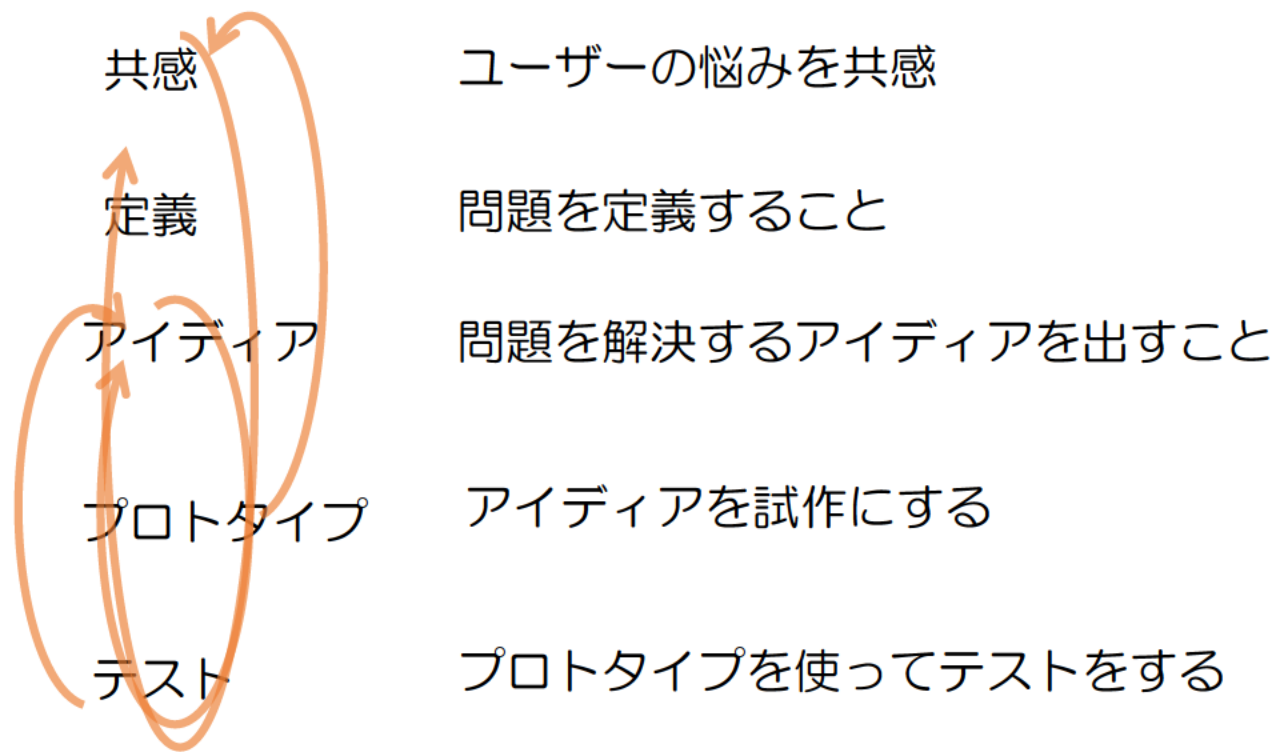 共感 ユーザーの悩みを共感
定義 問題を定義すること
アイディア 問題を解決するアイディアを出すこと
プロトタイプ アイディアを試作にする
テスト プロトタイプを使ってテストをする